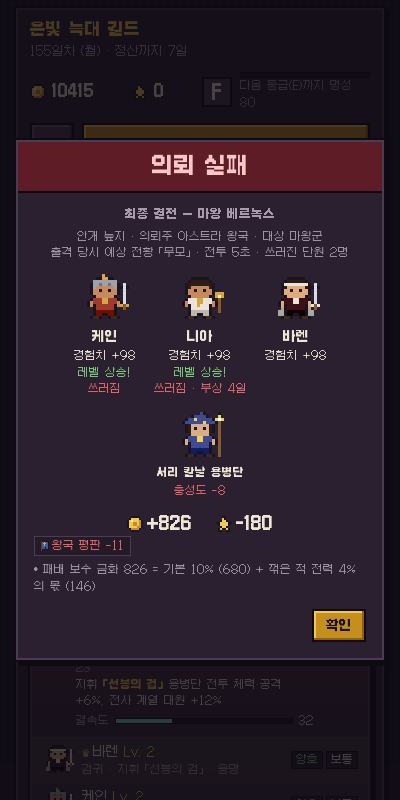 은빛 늑대 길드
155일차 (월) · 정산까지 7일
10415 0 F 다음 등급(E)까지 명성
80
의뢰 실패
최종 결전 — 마왕 베르녹스
안개 늪지 · 의뢰주 아스트라 왕국 · 대상 마왕군
출격 당시 예상 전황 「무모」 · 전투 5초 · 쓰러진 단원 2명
케인 니아 바렌
경험치 +98 경험치 +98 경험치 +98
레벨 상승! 레벨 상승!
쓰러짐 쓰러짐 · 부상 4일
서리 칼날 용병단
충성도 -8
+826 -180
왕국 평판 -11
• 패배 보수 금화 826 = 기본 10% (680) + 꺾은 적 전력 4%
의 몫 (146)
확인
지휘 「선봉의 검」 용병단 전투 체력·공격
+6%, 전사 계열 대원 +12%
결속도 32
바렌 Lv. 2 양호 보통
검귀 · 지휘 「선봉의 검」 · 용맹
케인 Lv. 2